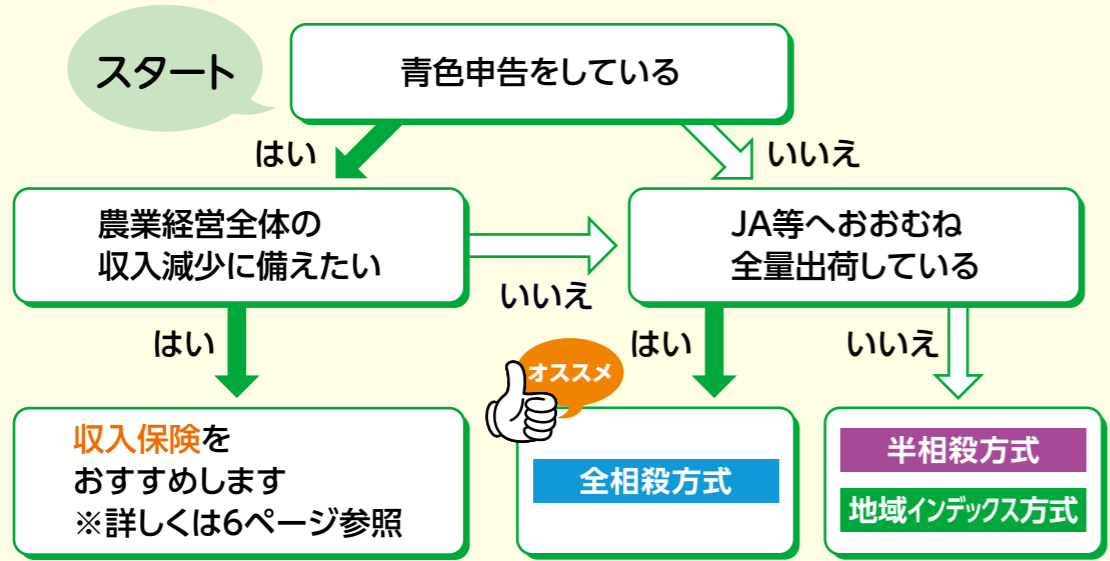 スタート
青色申告をしている
はい
いいえ
農業経営全体の
収入減少に備えたい
いいえ
JA等へおおむね
全量出荷している
はい
はい
いいえ
オススメ
収入保険を
おすすめします
※詳しくは6ページ参照
全相殺方式
半相殺方式
地域インデックス方式